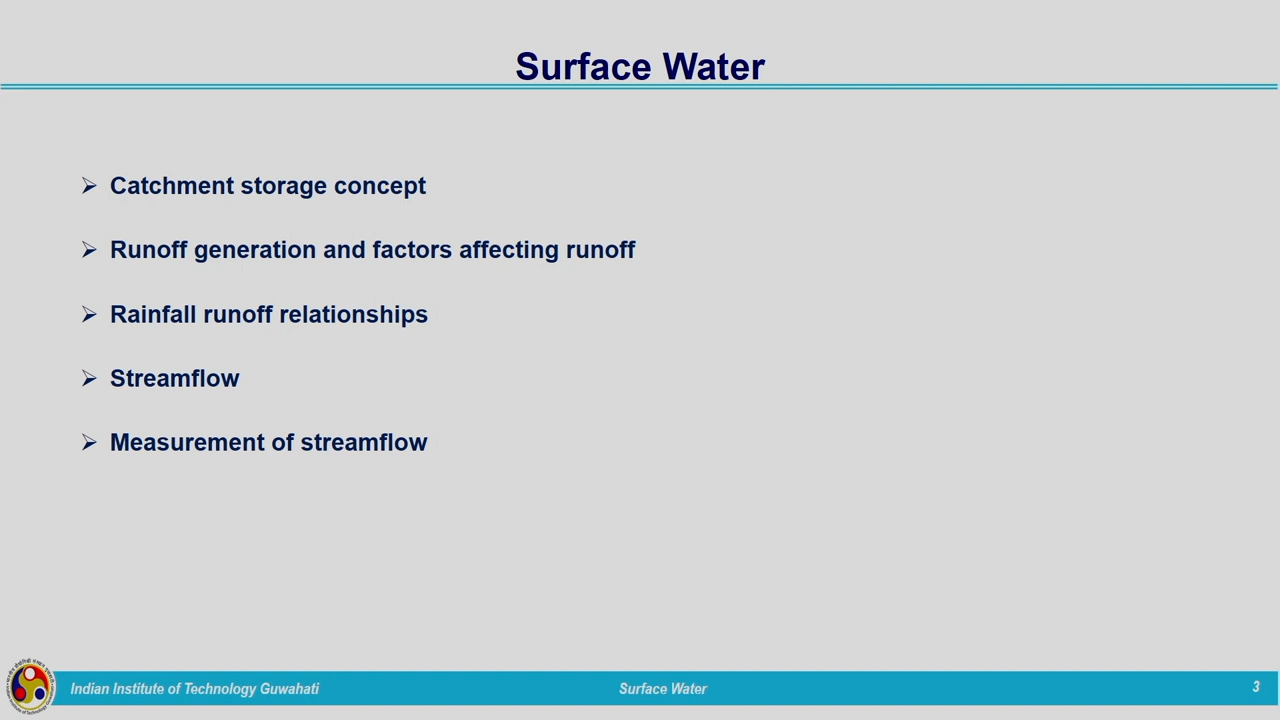 Surface Water
Catchment storage concept
Runoff generation and factors affecting runoff
Rainfall runoff relationships
Streamflow
Measurement of streamflow
Indian Institute of Technology Guwahati
Surface Water
3